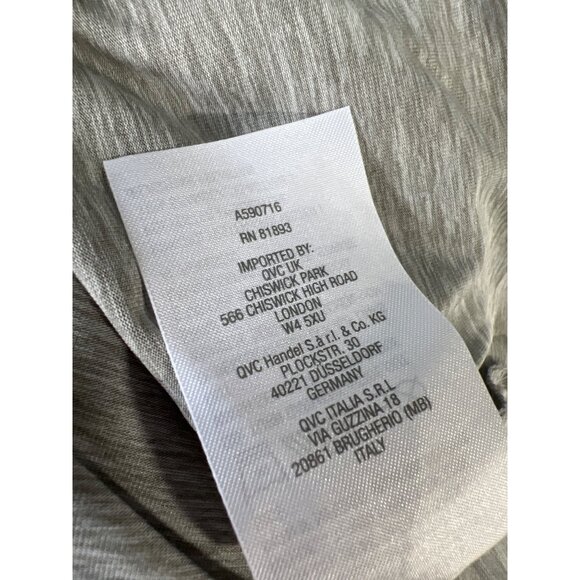 A590716
RN 81893
IMPORTED BY:
QVC UK
CHISWICK PARK
566 CHISWICK HIGH ROAD
LONDON
W4 5XU
QVC Handel S.à r.l. & Co. KG
PLOCKSTR. 30
40221 DÜSSELDORF
GERMANY
QVC ITALIA S.R.L
VIA GUZZINA 18
20861 BRUGHERIO (MB)
ITALY